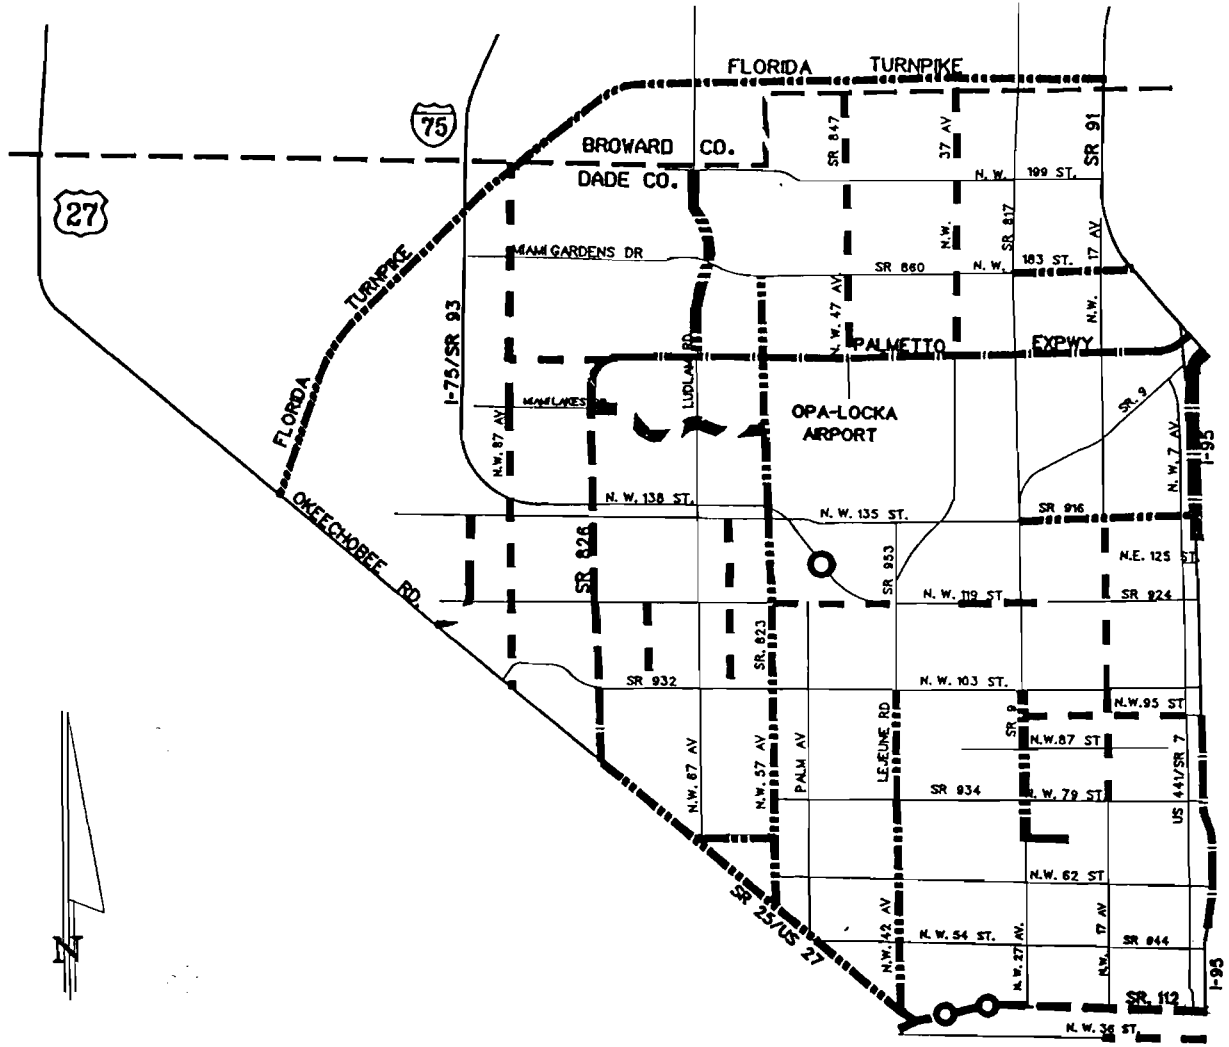 FLORIDA TURNPIKE
75
BROWARD CO.
DADE CO.
27
SR 847
37 AV
N.W.
SR 91
N. W. 199 ST.
SR 817
N.W. 17 AV
MIAMI GARDENS DR
SR 860
N. W. 183 ST.
TURNPIKE
FLORIDA
I-75/SR 93
N. W. 47 AV
PALMETTO EXPWY
LUDLAM RD
MIAMI LAKES
OPA-LOCKA
AIRPORT
SR. 9
N.W. 87 AV
N. W. 7 AV
I-95
N. W. 138 ST.
N. W. 135 ST.
SR 916
OKEECHOBEE RD.
SR 826
SR 953
N.E. 125 ST.
N. W. 119 ST
SR 924
SR. 823
SR 932
N. W. 103 ST.
N.W.95 ST
LEJEUNE RD
SR 9
N.W.87 ST
N.W. 67 AV
N.W. 57 AV
PALM AV
US 441/SR 7
SR 934
N. W. 79 ST
N.W. 62 ST
SR 25/US 27
N.W. 42 AV
N. W. 54 ST.
N.W. 27 AV.
N.W. 17 AV
SR 944
N
I-95
SR. 112
N. W. 36 ST.